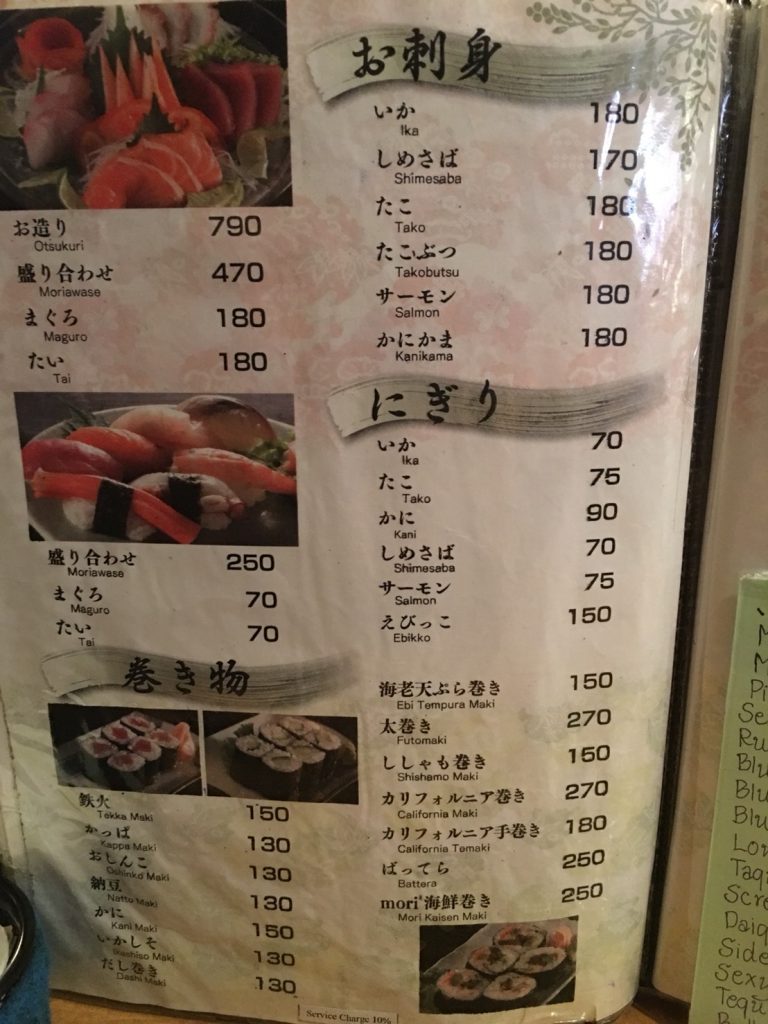 お刺身
お造り 790
Otsukuri
盛り合わせ 470
Moriawase
まぐろ 180
Maguro
たい 180
Tai
いか 180
Ika
しめさば 170
Shimesaba
たこ 180
Tako
たこぶつ 180
Takobutsu
サーモン 180
Salmon
かにかま 180
Kanikama
にぎり
盛り合わせ 250
Moriawase
まぐろ 70
Maguro
たい 70
Tai
いか 70
Ika
たこ 75
Tako
かに 90
Kani
しめさば 70
Shimesaba
サーモン 75
Salmon
えびっこ 150
Ebikko
巻き物
鉄火 150
Tekka Maki
かっぱ 130
Kappa Maki
おしんこ 130
Oshinko Maki
納豆 130
Natto Maki
かに 150
Kani Maki
いかしそ 130
Ikashiso Maki
だし巻き 130
Dashi Maki
海老天ぷら巻き 150
Ebi Tempura Maki
太巻き 270
Futomaki
ししゃも巻き 150
Shishamo Maki
カリフォルニア巻き 270
California Maki
カリフォルニア手巻き 180
California Temaki
ばってら 250
Battera
mori 海鮮巻き 250
Mori Kaisen Maki
Service Charge 10%